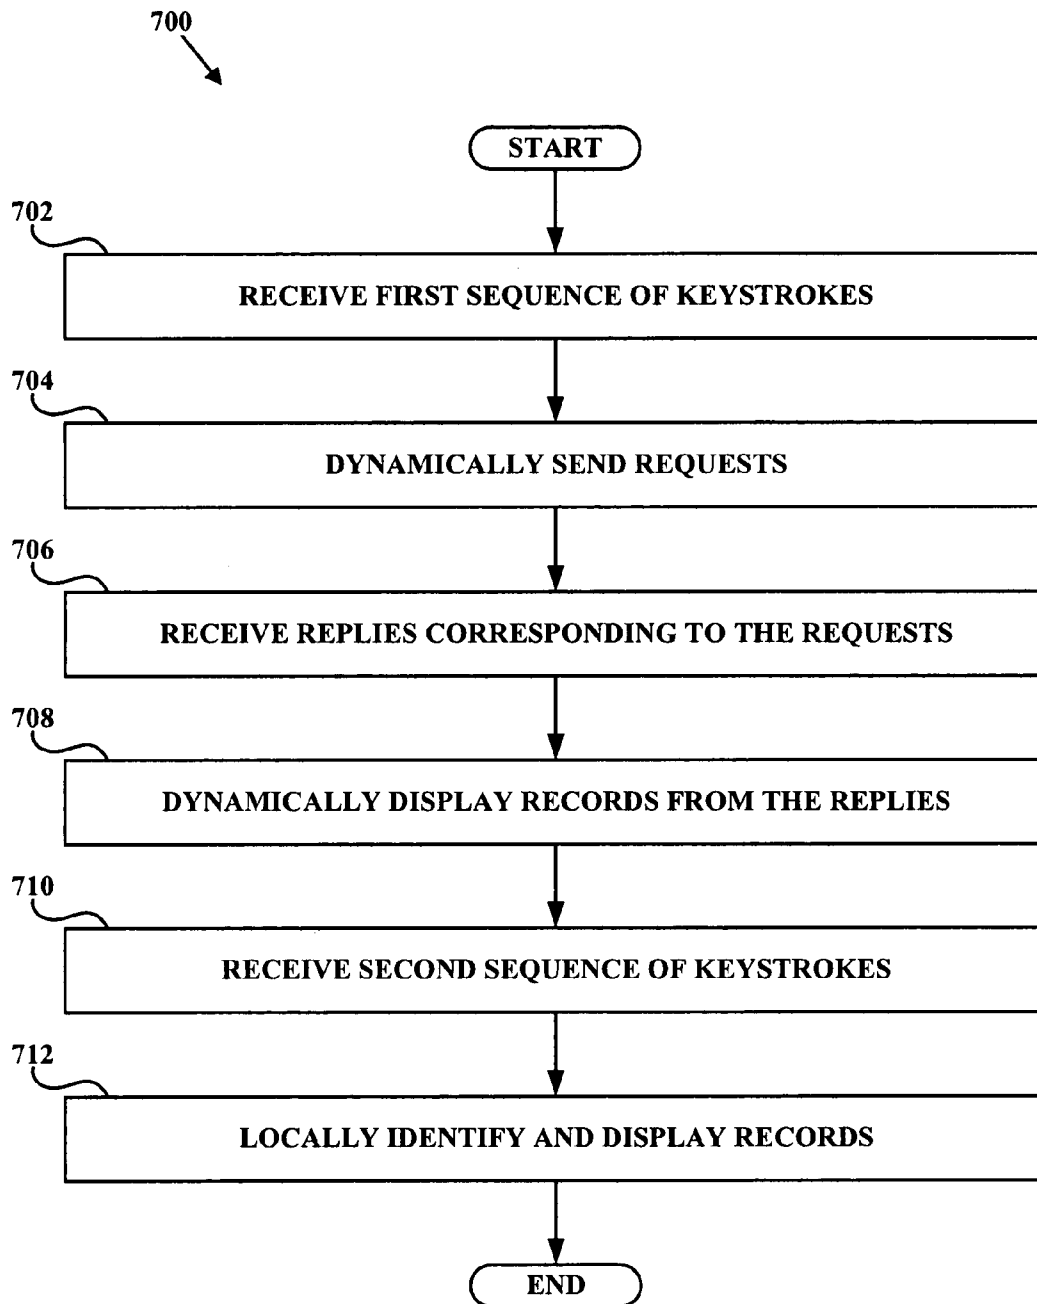 700
START
702
RECEIVE FIRST SEQUENCE OF KEYSTROKES
704
DYNAMICALLY SEND REQUESTS
706
RECEIVE REPLIES CORRESPONDING TO THE REQUESTS
708
DYNAMICALLY DISPLAY RECORDS FROM THE REPLIES
710
RECEIVE SECOND SEQUENCE OF KEYSTROKES
712
LOCALLY IDENTIFY AND DISPLAY RECORDS
END